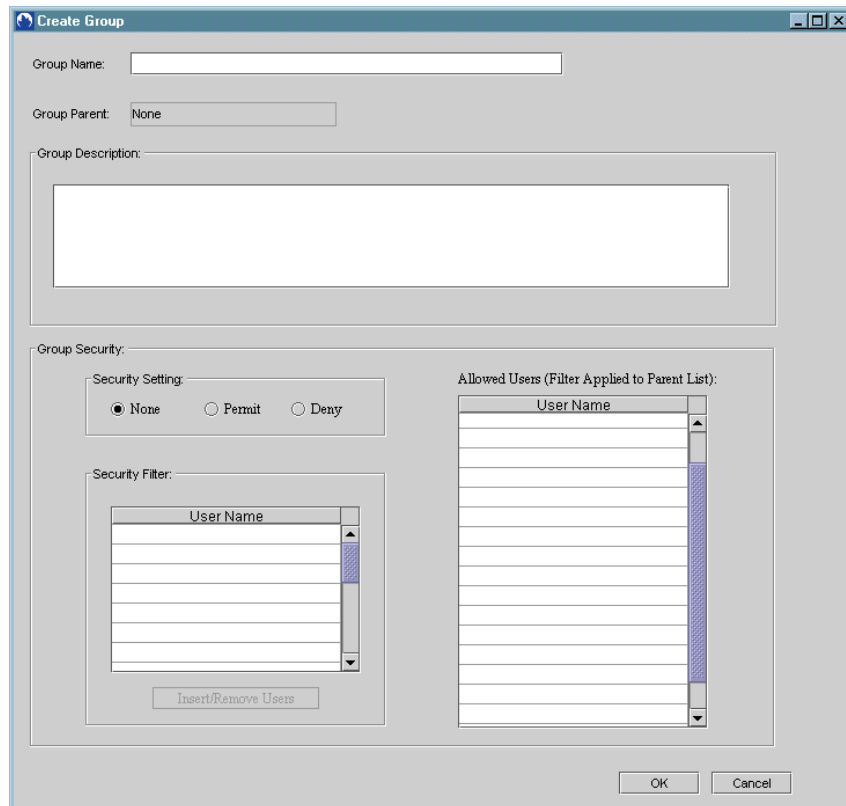 Create Group
Group Name:
Group Parent: None
Group Description:
Group Security:
Security Setting:
None Permit Deny
Allowed Users (Filter Applied to Parent List):
User Name
Security Filter:
User Name
Insert/Remove Users
OK Cancel